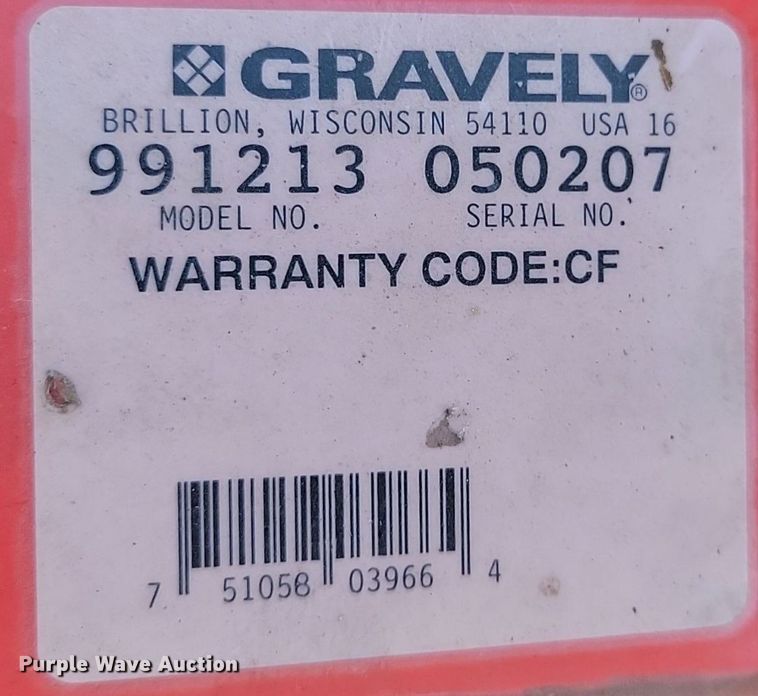 GRAVELY®
BRILLION, WISCONSIN 54110 USA 16
991213 050207
MODEL NO. SERIAL NO.
WARRANTY CODE:CF
7 51058 03966 4
Purple Wave Auction